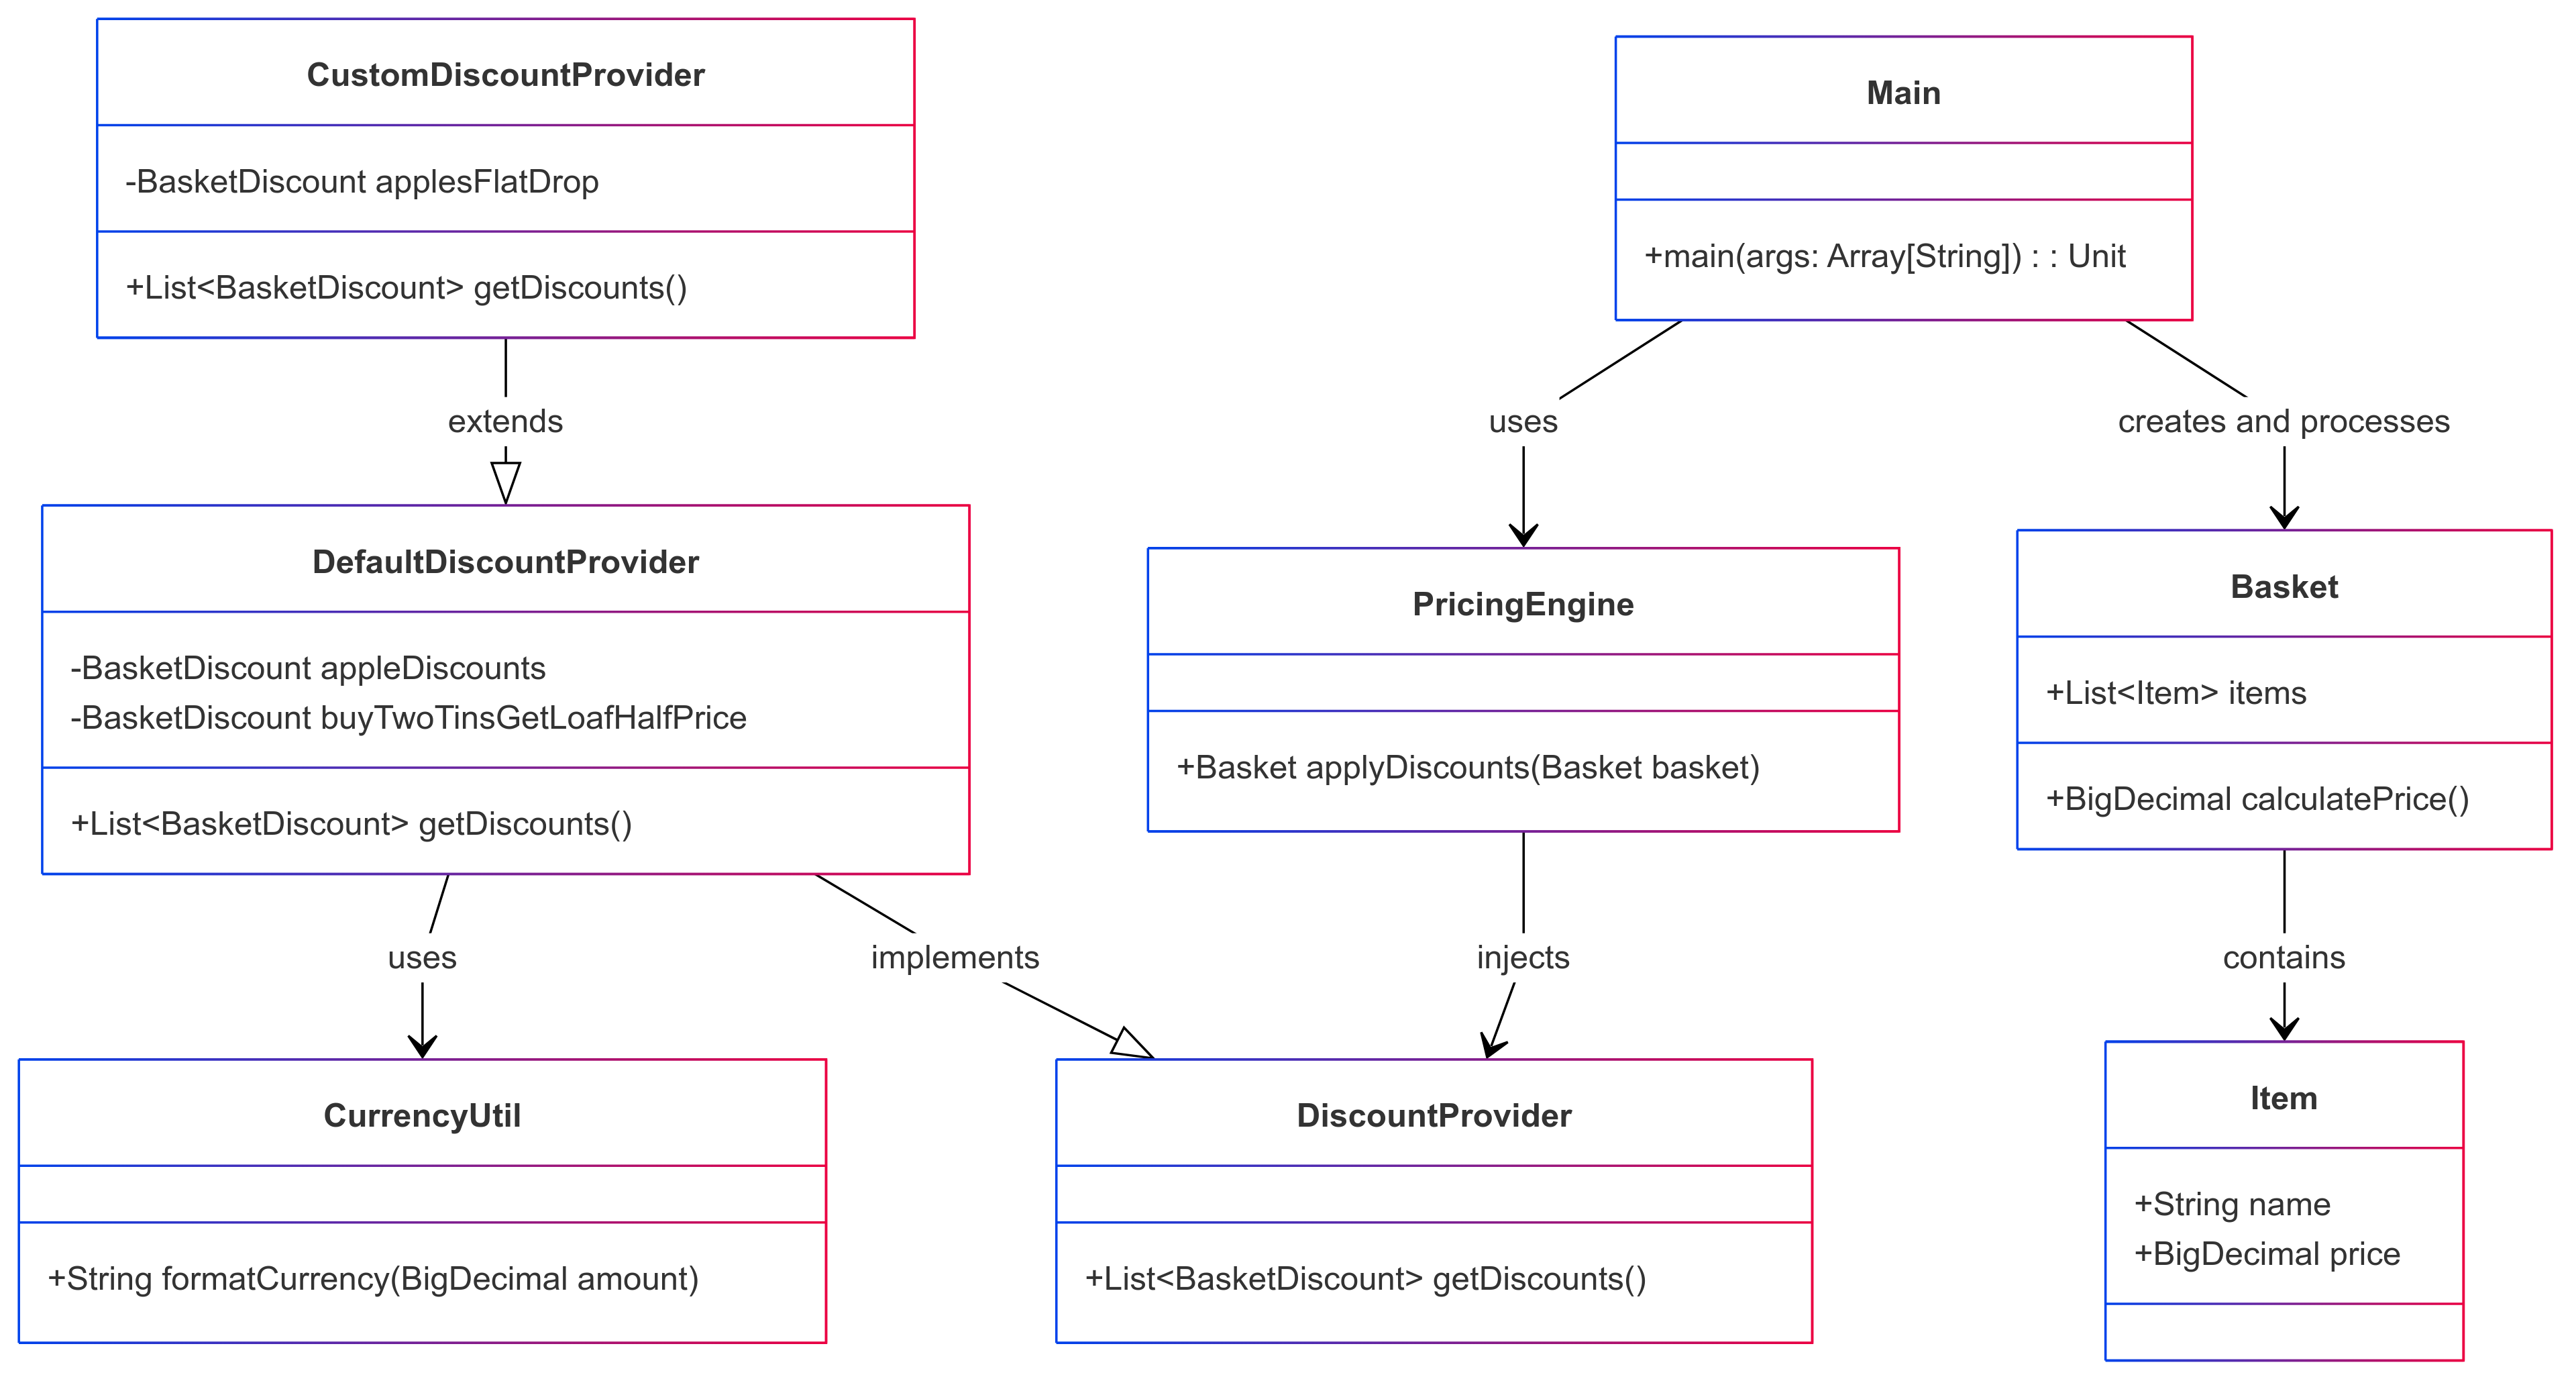 CustomDiscountProvider
-BasketDiscount applesFlatDrop
+List<BasketDiscount> getDiscounts()
Main
+main(args: Array[String]) : : Unit
extends
uses
creates and processes
DefaultDiscountProvider
-BasketDiscount appleDiscounts
-BasketDiscount buyTwoTinsGetLoafHalfPrice
+List<BasketDiscount> getDiscounts()
PricingEngine
+Basket applyDiscounts(Basket basket)
Basket
+List<Item> items
+BigDecimal calculatePrice()
uses
implements
injects
contains
CurrencyUtil
+String formatCurrency(BigDecimal amount)
DiscountProvider
+List<BasketDiscount> getDiscounts()
Item
+String name
+BigDecimal price